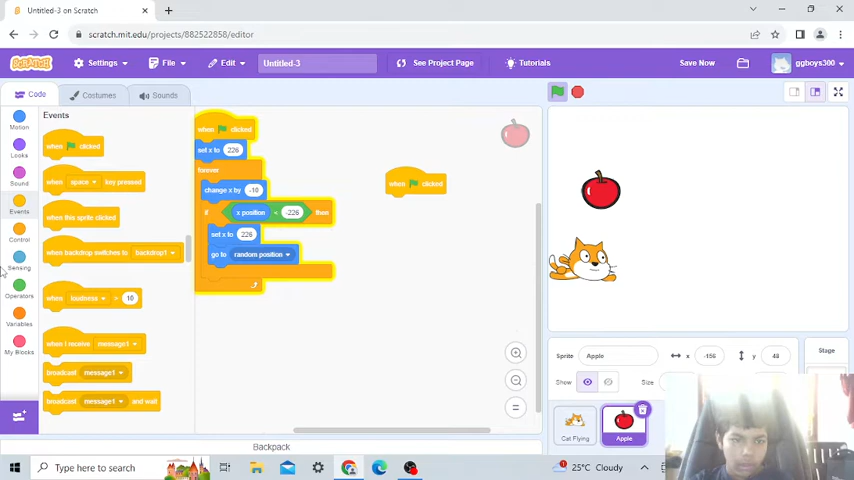 Untitled-3 on Scratch
scratch.mit.edu/projects/882522858/editor
SCRATCH Settings File Edit Untitled-3 See Project Page Tutorials Save Now ggboys300
Code Costumes Sounds
Motion
Looks
Sound
Events
Control
Sensing
Operators
Variables
My Blocks
Events
when clicked
when space key pressed
when this sprite clicked
when backdrop switches to backdrop1
when loudness > 10
when I receive message1
broadcast message1
broadcast message1 and wait
when clicked
set x to 226
forever
change x by -10
if x position < -226 then
set x to 226
go to random position
when clicked
Sprite Apple x -156 y 48
Show Size
Stage
Cat Flying
Apple
Backpack
Type here to search
25°C Cloudy